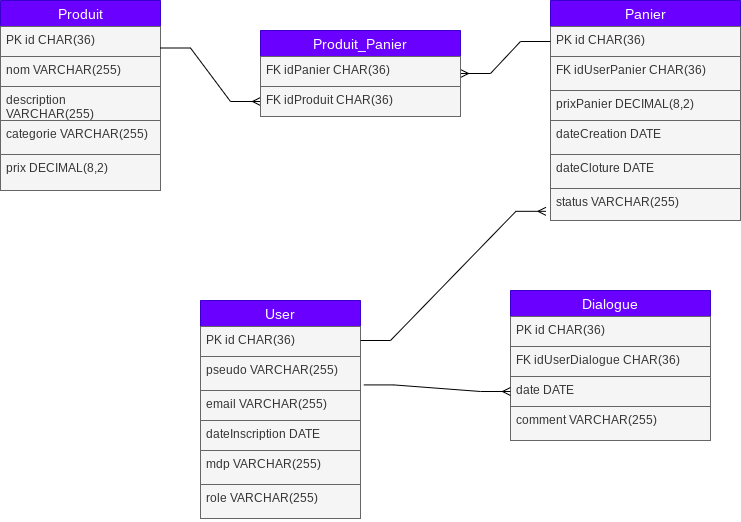 Produit
PK id CHAR(36)
nom VARCHAR(255)
description
VARCHAR(255)
categorie VARCHAR(255)
prix DECIMAL(8,2)
Produit_Panier
FK idPanier CHAR(36)
FK idProduit CHAR(36)
Panier
PK id CHAR(36)
FK idUserPanier CHAR(36)
prixPanier DECIMAL(8,2)
dateCreation DATE
dateCloture DATE
status VARCHAR(255)
User
PK id CHAR(36)
pseudo VARCHAR(255)
email VARCHAR(255)
dateInscription DATE
mdp VARCHAR(255)
role VARCHAR(255)
Dialogue
PK id CHAR(36)
FK idUserDialogue CHAR(36)
date DATE
comment VARCHAR(255)